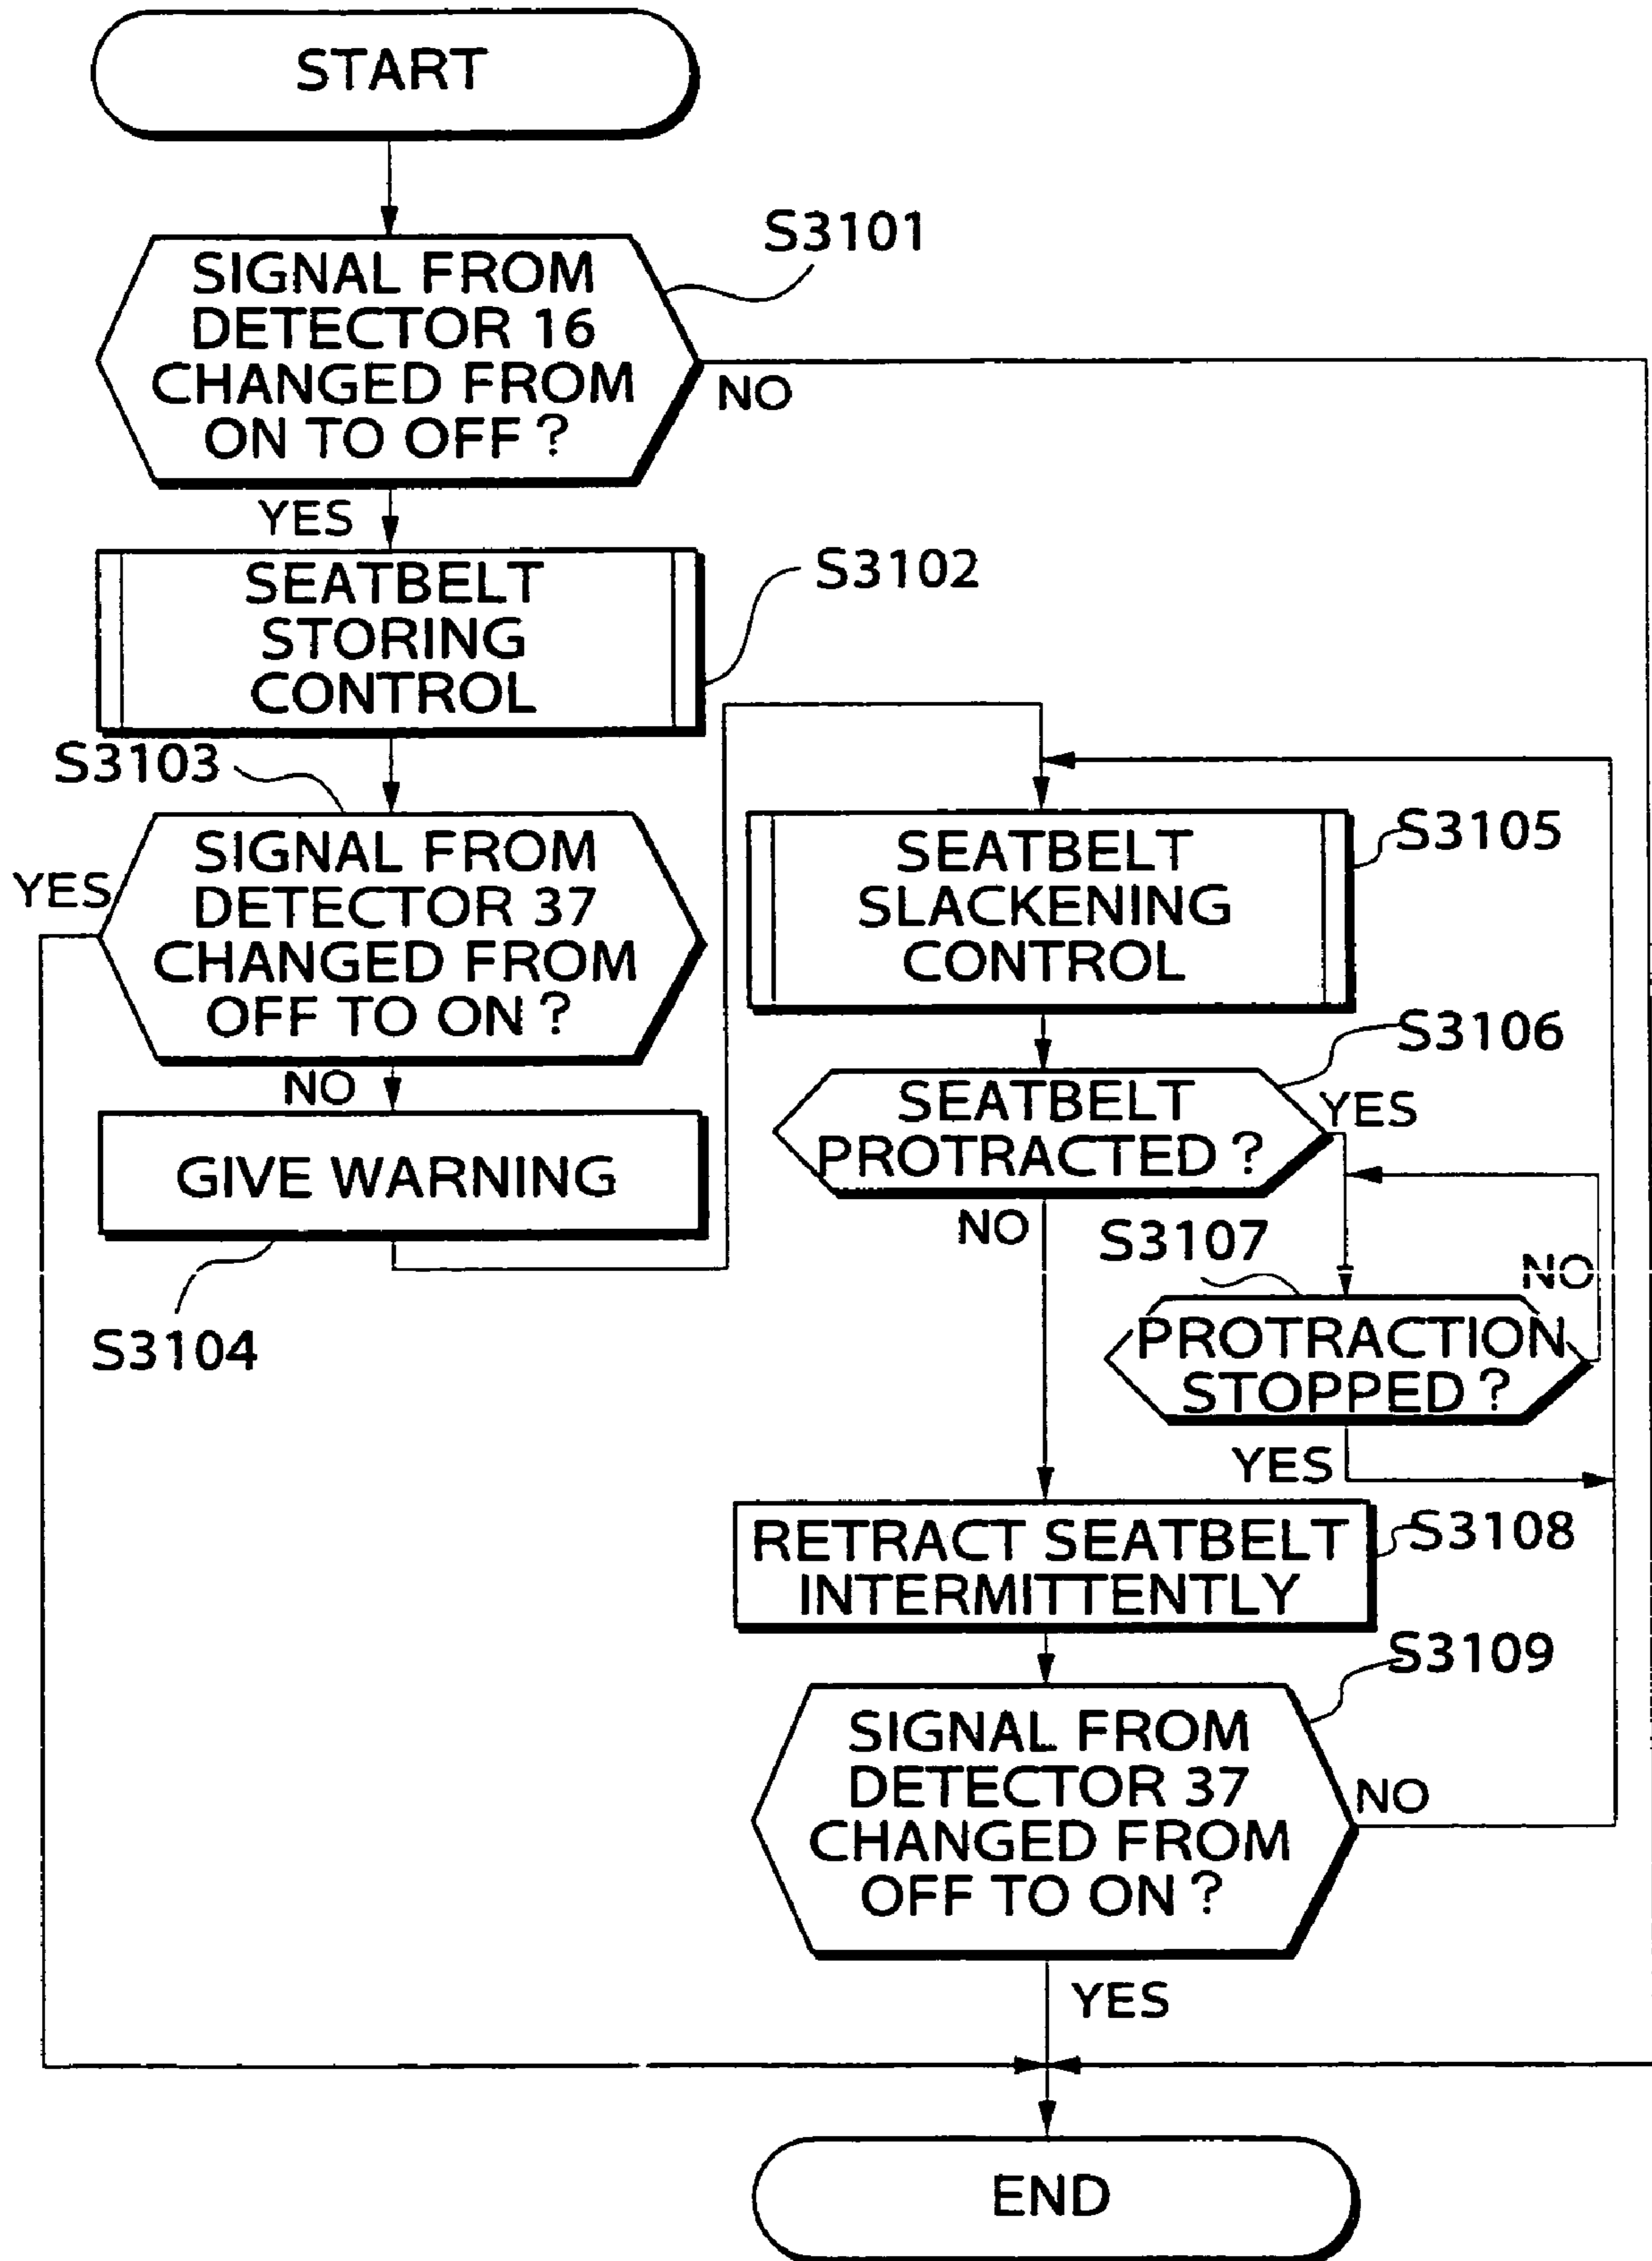 START
S3101
SIGNAL FROM
DETECTOR 16
CHANGED FROM
ON TO OFF ?
NO
YES
S3102
SEATBELT
STORING
CONTROL
S3103
SIGNAL FROM
DETECTOR 37
CHANGED FROM
OFF TO ON ?
YES
NO
GIVE WARNING
S3104
S3105
SEATBELT
SLACKENING
CONTROL
S3106
SEATBELT
PROTRACTED ?
YES
NO
S3107
NO
PROTRACTION
STOPPED ?
YES
RETRACT SEATBELT
INTERMITTENTLY
S3108
S3109
SIGNAL FROM
DETECTOR 37
CHANGED FROM
OFF TO ON ?
NO
YES
END